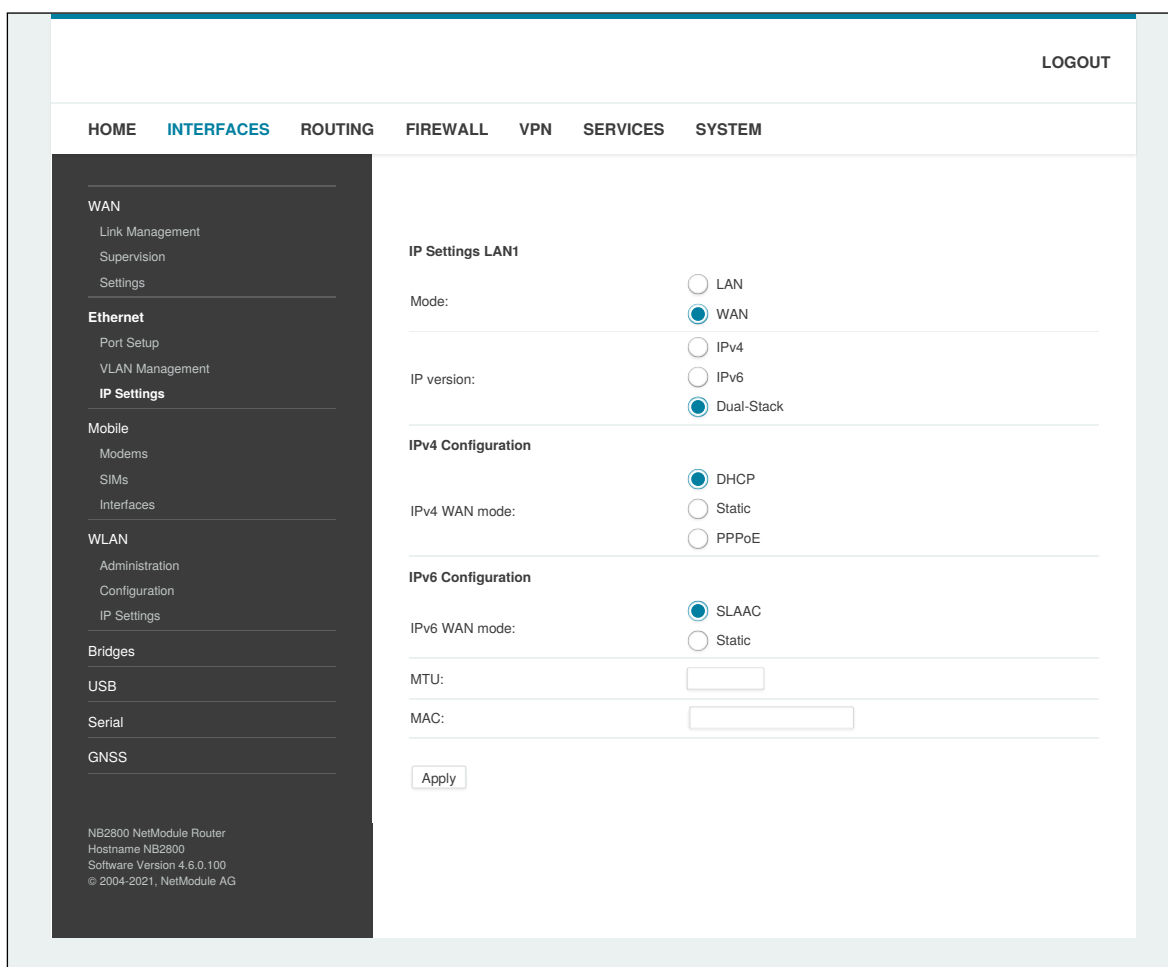 LOGOUT
HOME INTERFACES ROUTING FIREWALL VPN SERVICES SYSTEM
WAN
Link Management
Supervision
Settings
Ethernet
Port Setup
VLAN Management
IP Settings
Mobile
Modems
SIMs
Interfaces
WLAN
Administration
Configuration
IP Settings
Bridges
USB
Serial
GNSS
NB2800 NetModule Router
Hostname NB2800
Software Version 4.6.0.100
© 2004-2021, NetModule AG
IP Settings LAN1
Mode:
LAN
WAN
IP version:
IPv4
IPv6
Dual-Stack
IPv4 Configuration
IPv4 WAN mode:
DHCP
Static
PPPoE
IPv6 Configuration
IPv6 WAN mode:
SLAAC
Static
MTU:
MAC:
Apply